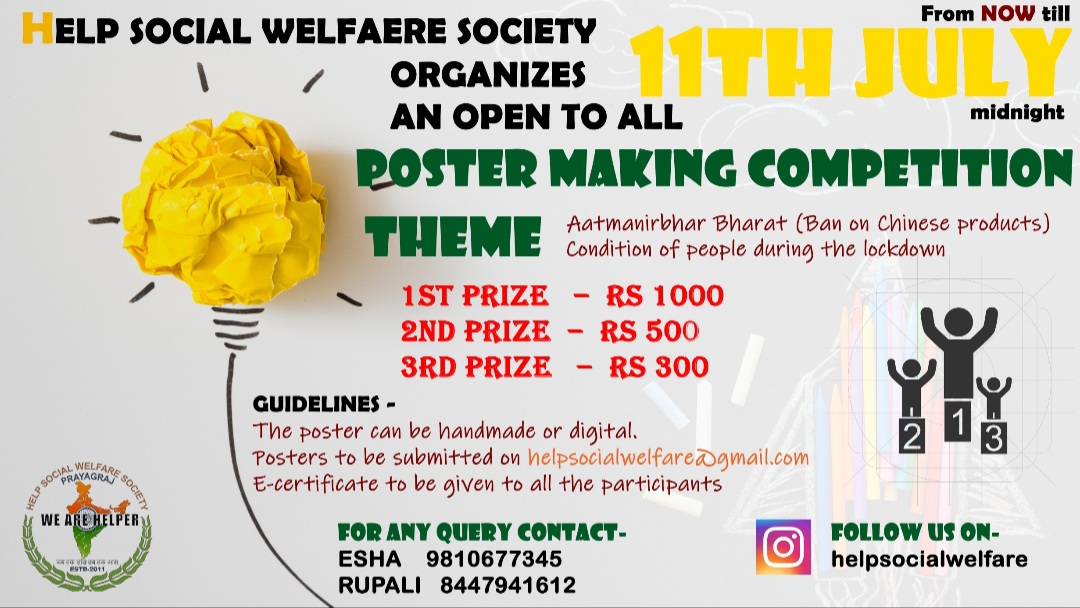 HELP SOCIAL WELFAERE SOCIETY
ORGANIZES
AN OPEN TO ALL
From NOW till
11TH JULY
midnight
POSTER MAKING COMPETITION
THEME
Aatmanirbhar Bharat (Ban on Chinese products)
Condition of people during the lockdown
1ST PRIZE – RS 1000
2ND PRIZE – RS 500
3RD PRIZE – RS 300
GUIDELINES -
The poster can be handmade or digital.
Posters to be submitted on helpsocialwelfare@gmail.com
E-certificate to be given to all the participants
2 1 3
HELP SOCIAL WELFARE SOCIETY
PRAYAGRAJ
WE ARE HELPER
ESTD-2011
FOR ANY QUERY CONTACT-
ESHA 9810677345
RUPALI 8447941612
FOLLOW US ON-
helpsocialwelfare